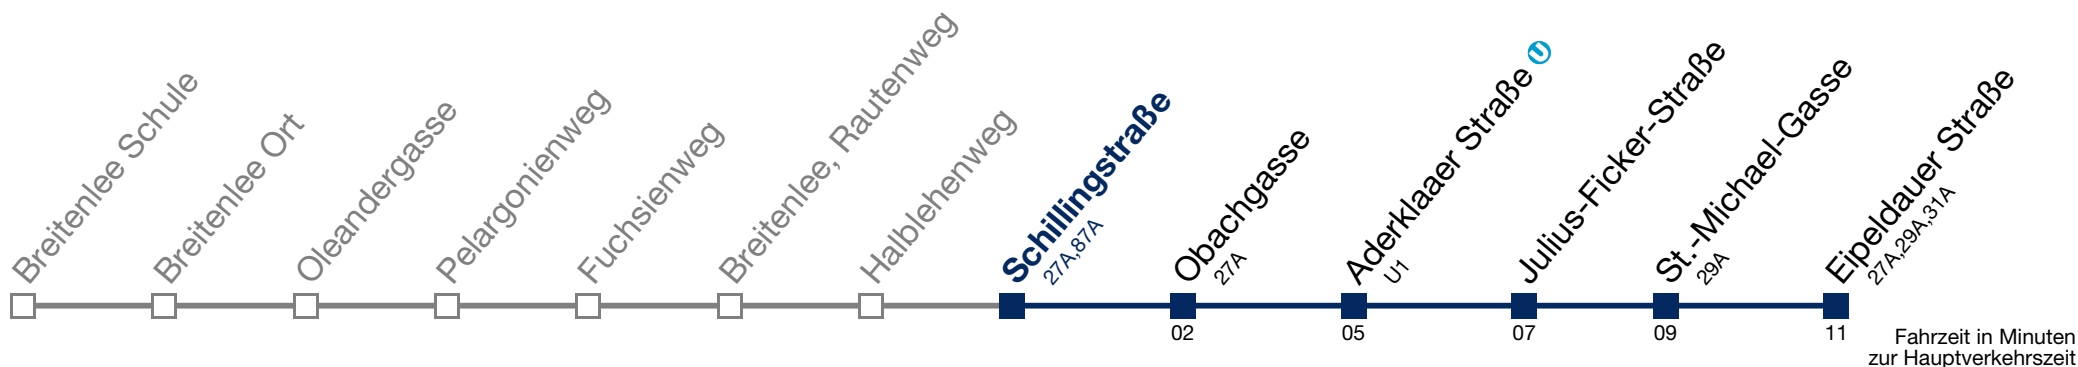 Breitenlee Schule
Breitenlee Ort
Oleandergasse
Pelargonienweg
Fuchsienweg
Breitenlee, Rautenweg
Halblehenweg
Schillingstraße
27A,87A
Obachgasse
27A
02
Aderklaaer Straße U
U1
05
Julius-Ficker-Straße
07
St.-Michael-Gasse
29A
09
Eipeldauer Straße
27A,29A,31A
11
Fahrzeit in Minuten
zur Hauptverkehrszeit